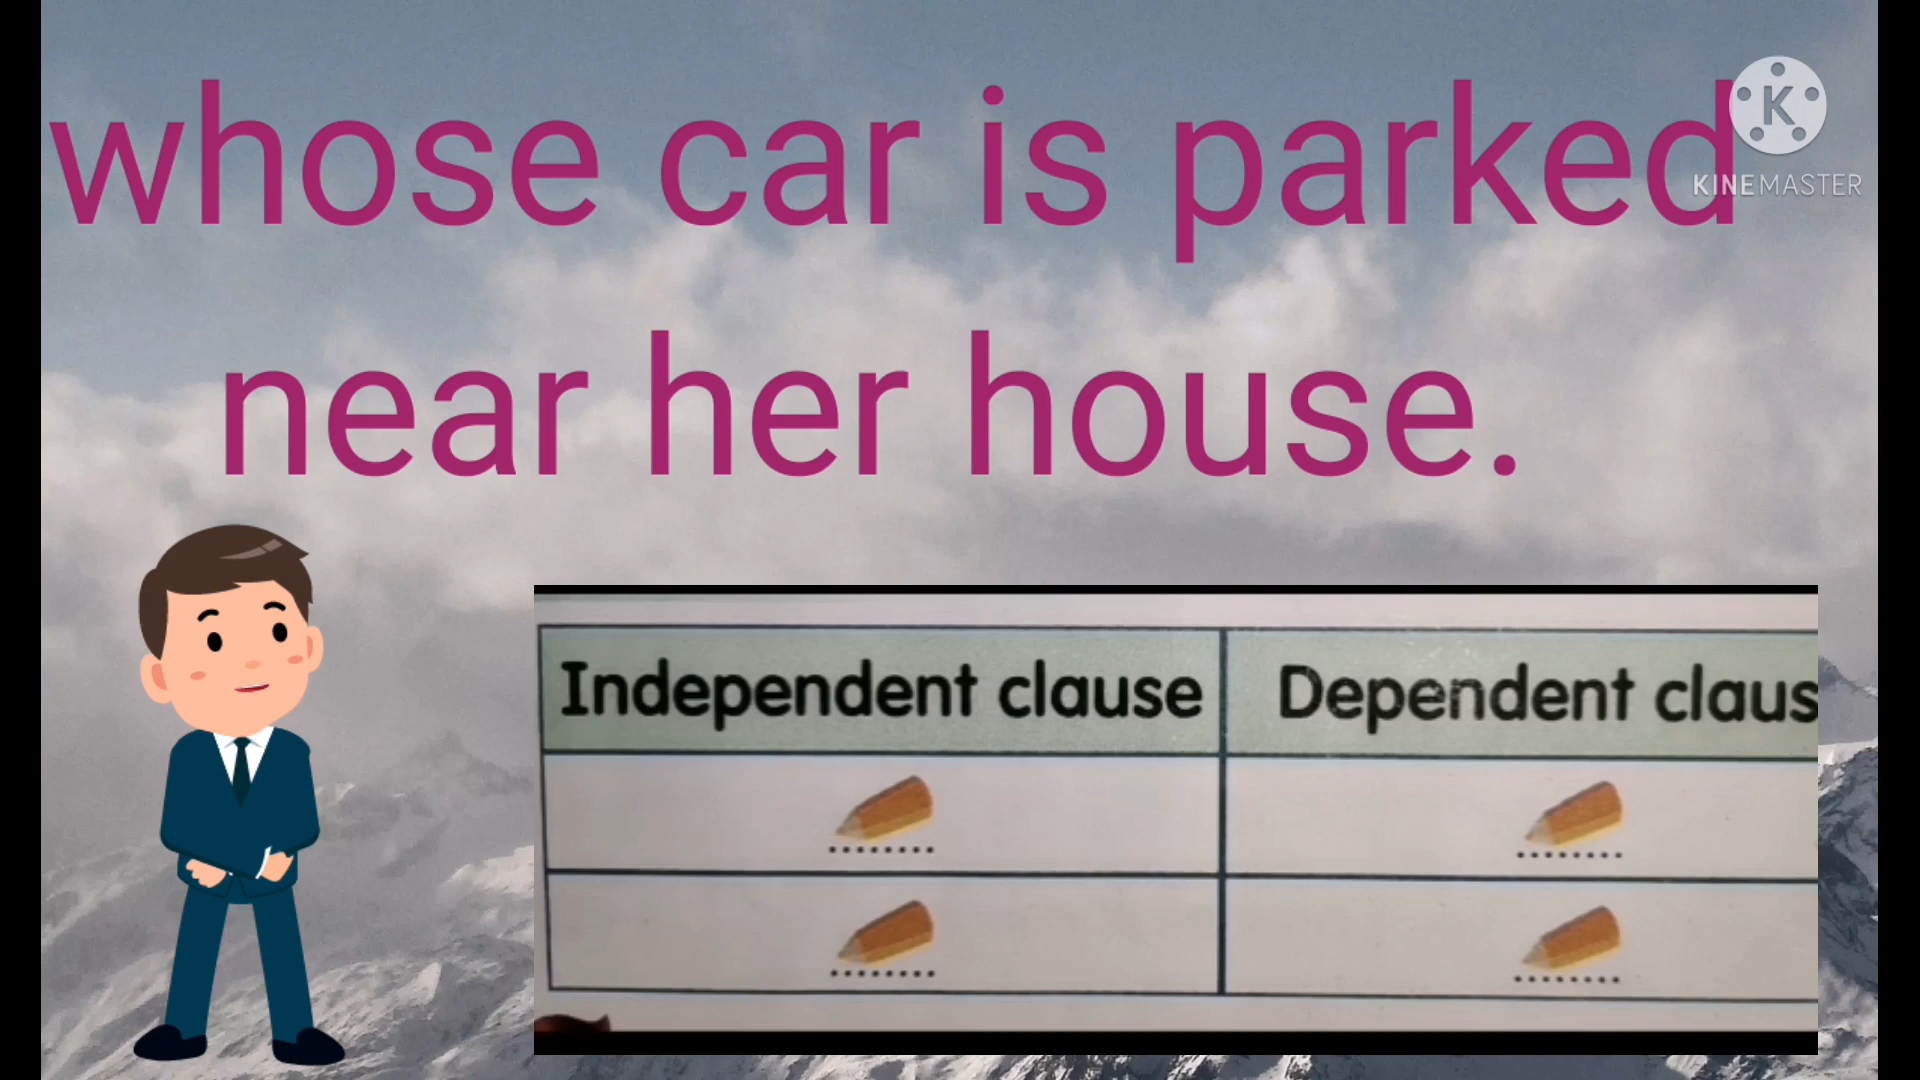 whose car is parked
near her house.
KINEMASTER
Independent clause
Dependent claus